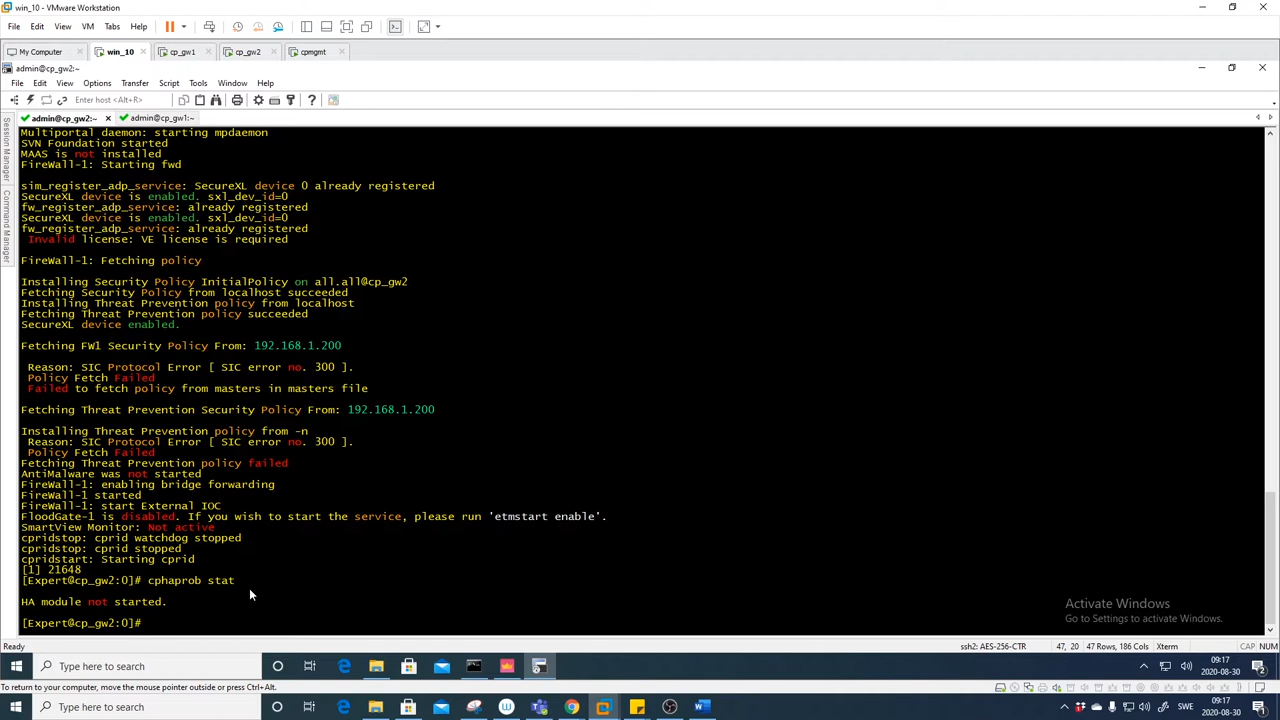 win_10 - VMware Workstation
File Edit View VM Tabs Help
My Computer win_10 cp_gw1 cp_gw2 cpmgmt
admin@cp_gw2:~
File Edit View Options Transfer Script Tools Window Help
Enter host <Alt+R>
Session Manager
Command Manager
admin@cp_gw2:~ admin@cp_gw1:~
Multiportal daemon: starting mpdaemon
SVN Foundation started
MAAS is not installed
FireWall-1: Starting fwd
sim_register_adp_service: SecureXL device 0 already registered
SecureXL device is enabled. sxl_dev_id=0
fw_register_adp_service: already registered
SecureXL device is enabled. sxl_dev_id=0
fw_register_adp_service: already registered
Invalid license: VE license is required
FireWall-1: Fetching policy
Installing Security Policy InitialPolicy on all.all@cp_gw2
Fetching Security Policy from localhost succeeded
Installing Threat Prevention policy from localhost
Fetching Threat Prevention policy succeeded
SecureXL device enabled.
Fetching FW1 Security Policy From: 192.168.1.200
Reason: SIC Protocol Error [ SIC error no. 300 ].
Policy Fetch Failed
Failed to fetch policy from masters in masters file
Fetching Threat Prevention Security Policy From: 192.168.1.200
Installing Threat Prevention policy from -n
Reason: SIC Protocol Error [ SIC error no. 300 ].
Policy Fetch Failed
Fetching Threat Prevention policy failed
AntiMalware was not started
FireWall-1: enabling bridge forwarding
FireWall-1 started
FireWall-1: start External IOC
FloodGate-1 is disabled. If you wish to start the service, please run 'etmstart enable'.
SmartView Monitor: Not active
cpridstop: cprid watchdog stopped
cpridstop: cprid stopped
cpridstart: Starting cprid
[1] 21648
[Expert@cp_gw2:0]# cphaprob stat
HA module not started.
[Expert@cp_gw2:0]#
Activate Windows
Go to Settings to activate Windows.
Ready ssh2: AES-256-CTR 47, 20 47 Rows, 186 Cols Xterm CAP NUM
Type here to search 09:17
2020-08-30
To return to your computer, move the mouse pointer outside or press Ctrl+Alt.
Type here to search SWE 09:17
2020-08-30